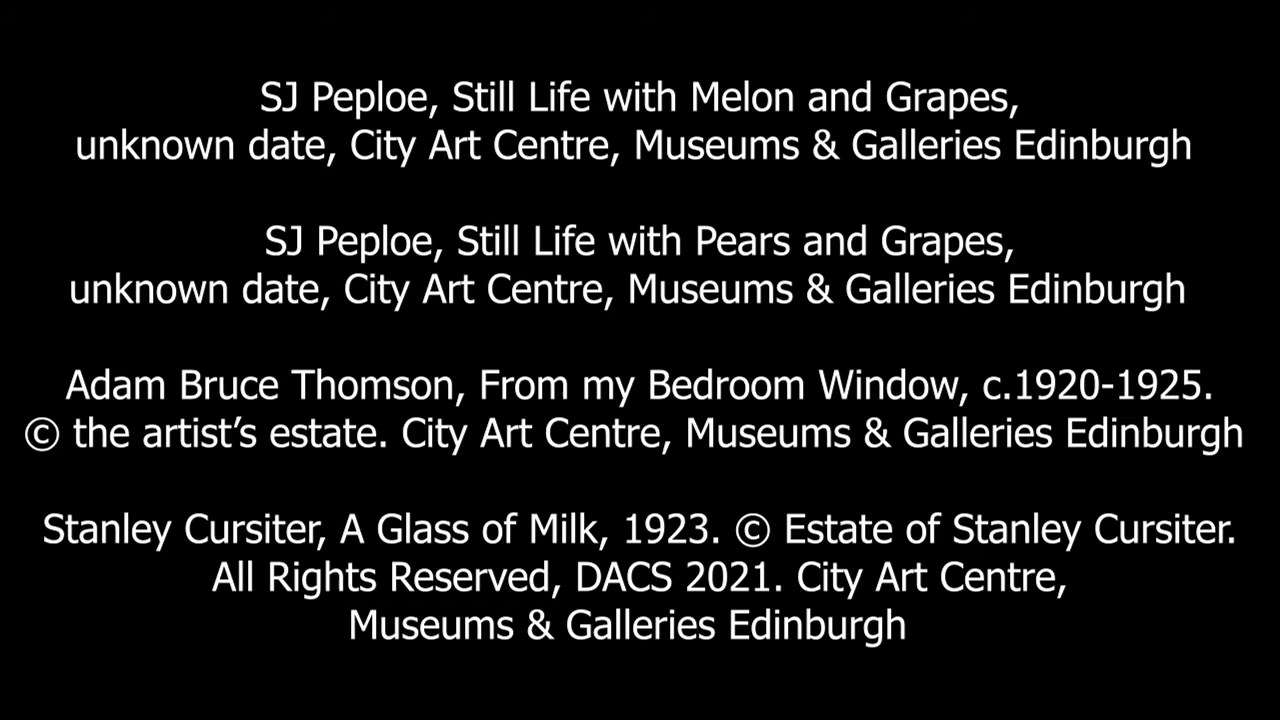 SJ Peploe, Still Life with Melon and Grapes,
unknown date, City Art Centre, Museums & Galleries Edinburgh
SJ Peploe, Still Life with Pears and Grapes,
unknown date, City Art Centre, Museums & Galleries Edinburgh
Adam Bruce Thomson, From my Bedroom Window, c.1920-1925.
© the artist’s estate. City Art Centre, Museums & Galleries Edinburgh
Stanley Cursiter, A Glass of Milk, 1923. © Estate of Stanley Cursiter.
All Rights Reserved, DACS 2021. City Art Centre,
Museums & Galleries Edinburgh